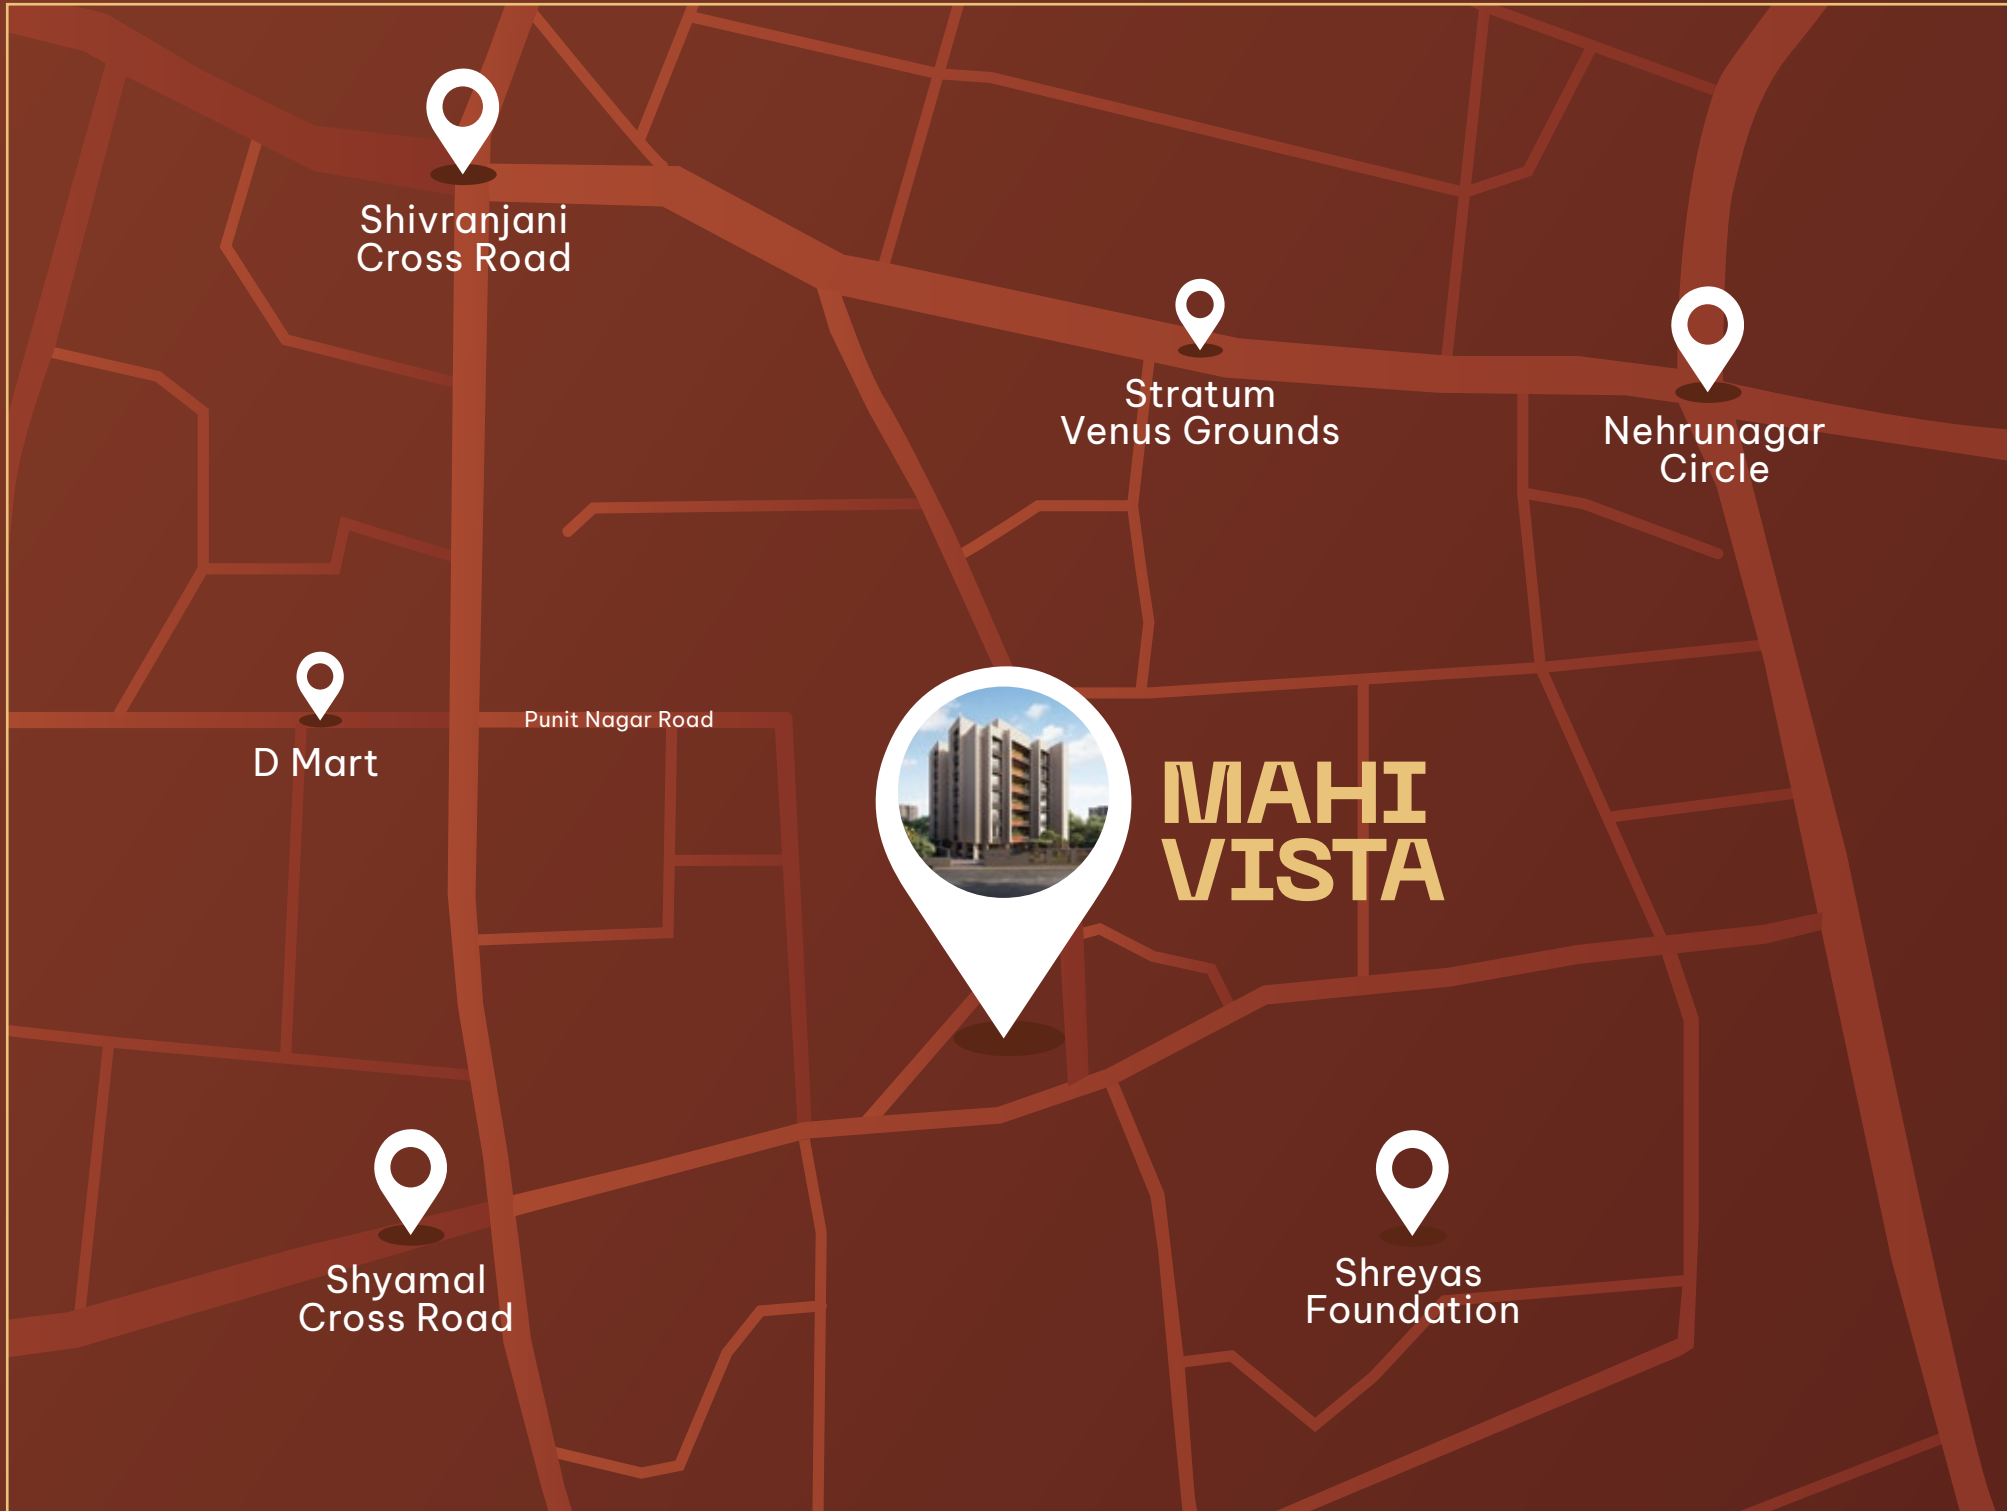 Shivranjani
Cross Road
Stratum
Venus Grounds
Nehrunagar
Circle
Punit Nagar Road
D Mart
MAHI
VISTA
Shyamal
Cross Road
Shreyas
Foundation